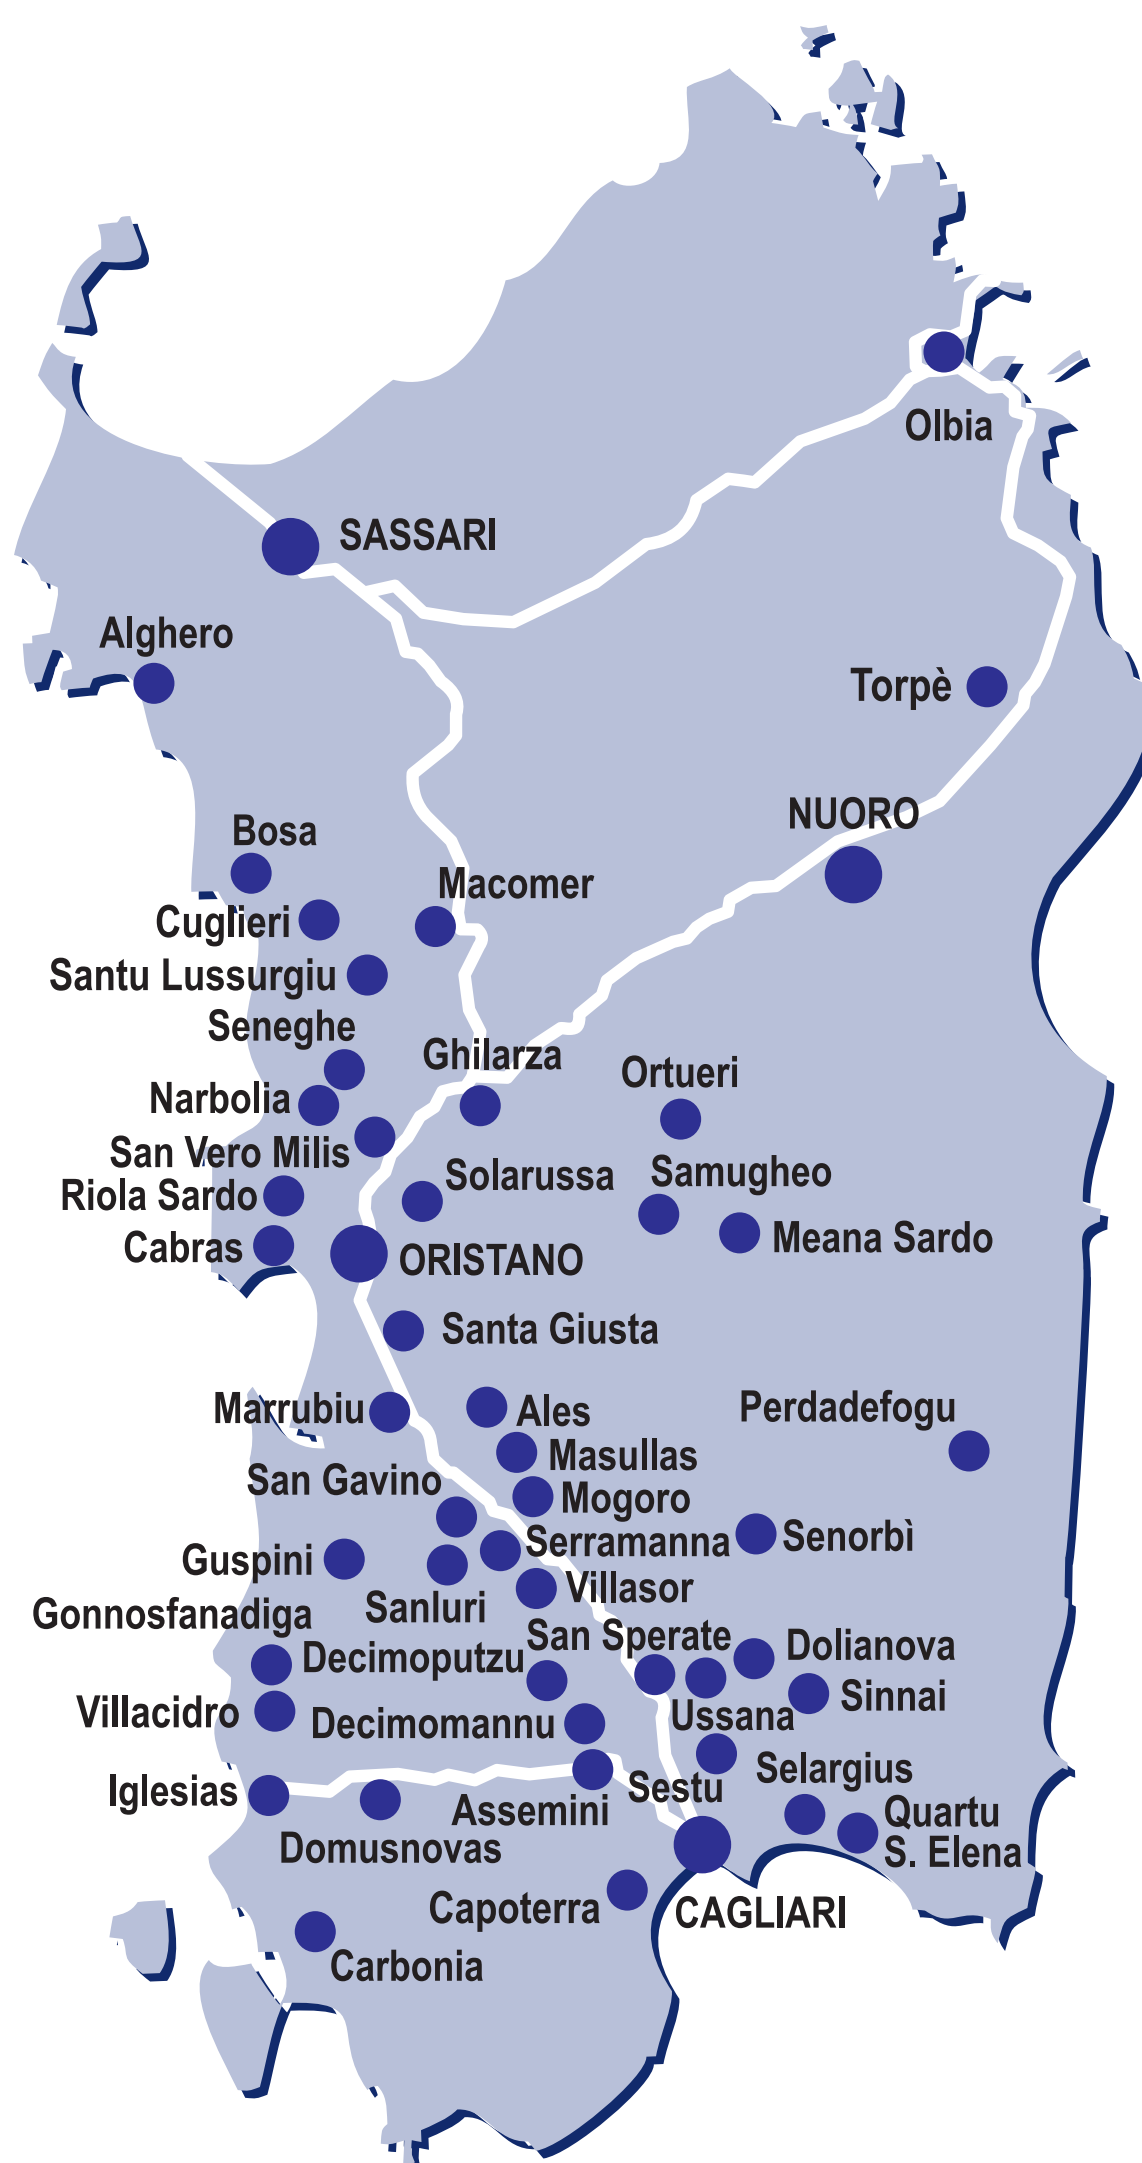 Olbia
SASSARI
Alghero
Torpè
NUORO
Bosa
Macomer
Cuglieri
Santu Lussurgiu
Seneghe
Ghilarza
Ortueri
Narbolia
San Vero Milis
Solarussa
Samugheo
Riola Sardo
Meana Sardo
Cabras
ORISTANO
Santa Giusta
Marrubiu
Ales
Perdadefogu
Masullas
San Gavino
Mogoro
Serramanna
Senorbì
Guspini
Villasor
Sanluri
Gonnosfanadiga
San Sperate
Dolianova
Decimoputzu
Sinnai
Villacidro
Decimomannu
Ussana
Selargius
Iglesias
Sestu
Assemini
Quartu
S. Elena
Domusnovas
Capoterra
CAGLIARI
Carbonia